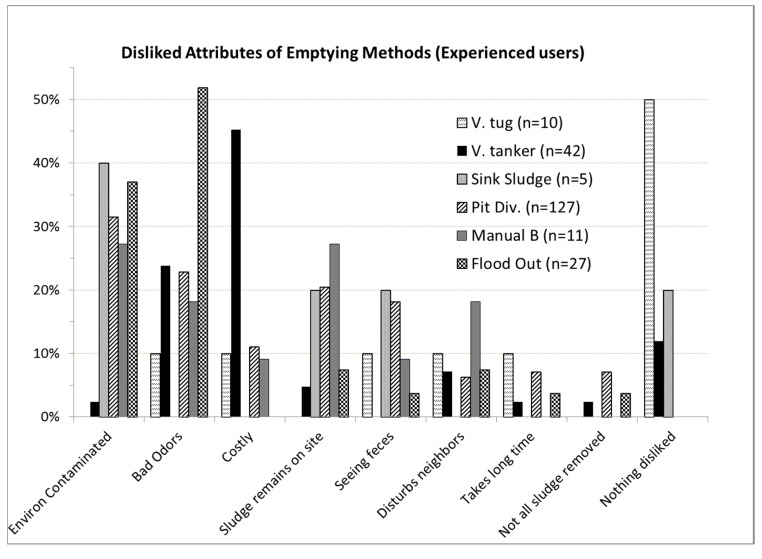 Disliked Attributes of Emptying Methods (Experienced users)
50%
40%
30%
20%
10%
0%
V. tug (n=10)
V. tanker (n=42)
Sink Sludge (n=5)
Pit Div. (n=127)
Manual B (n=11)
Flood Out (n=27)
Environ Contaminated
Bad Odors
Costly
Sludge remains on site
Seeing feces
Disturbs neighbors
Takes long time
Not all sludge removed
Nothing disliked